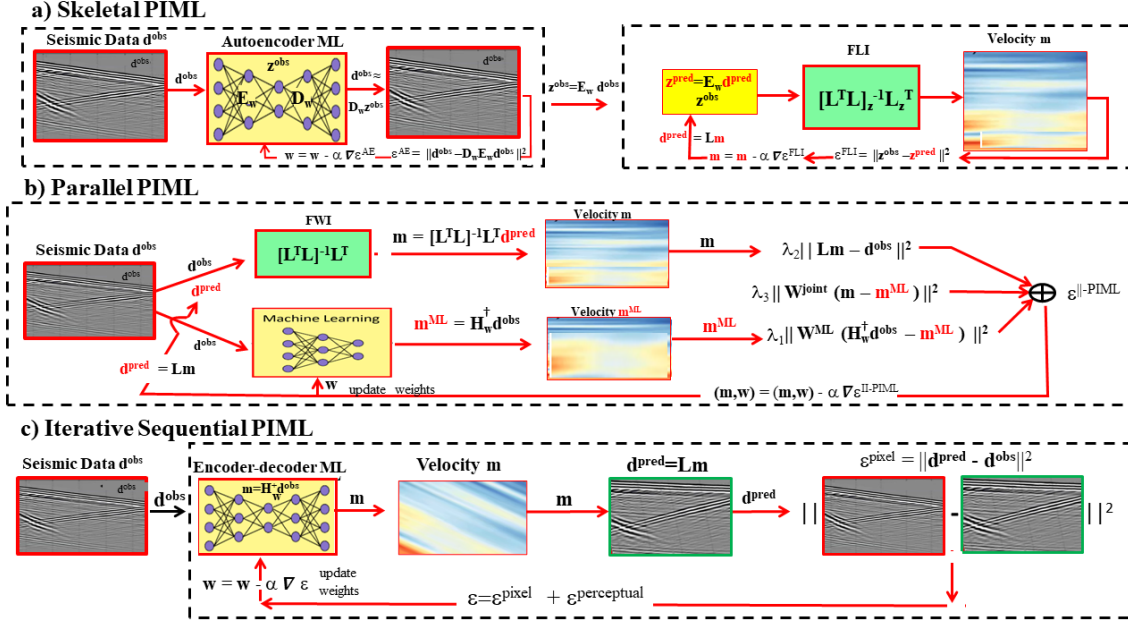 a) Skeletal PIML
Seismic Data d^obs
d^obs
d^obs
Autoencoder ML
z^obs
E_w
D_w
d^obs ≈
D_w z^obs
d^obs
w = w - α ∇ε^AE
ε^AE = ||d^obs – D_w E_w d^obs ||^2
z^obs = E_w d^obs
a) Skeletal PIML
z^pred = E_w d^pred
z^obs
FLI
[L^T L]_z^-1 L_z^T
Velocity m
d^pred = Lm
m = m - α ∇ε^FLI
ε^FLI = || z^obs – z^pred ||^2
b) Parallel PIML
Seismic Data d
d^obs
d^obs
d^pred
d^obs
d^pred = Lm
FWI
[L^T L]^-1 L^T
m = [L^T L]^-1 L^T d^pred
Velocity m
m
λ_2 || Lm – d^obs ||^2
λ_3 || W^joint (m – m^ML ) ||^2
ε^||-PIML
Machine Learning
m^ML = H_w^† d^obs
Velocity m^ML
m^ML
λ_1 || W^ML (H_w^† d^obs – m^ML ) ||^2
w
update weights
(m,w) = (m,w) - α ∇ε^II-PIML
c) Iterative Sequential PIML
Seismic Data d^obs
d^obs
d^obs
Encoder-decoder ML
m=H_w^+ d^obs
m
Velocity m
m
d^pred=Lm
d^pred
ε^pixel = ||d^pred - d^obs||^2
||
-
||^2
w = w - α ∇ ε
update
weights
ε=ε^pixel + ε^perceptual